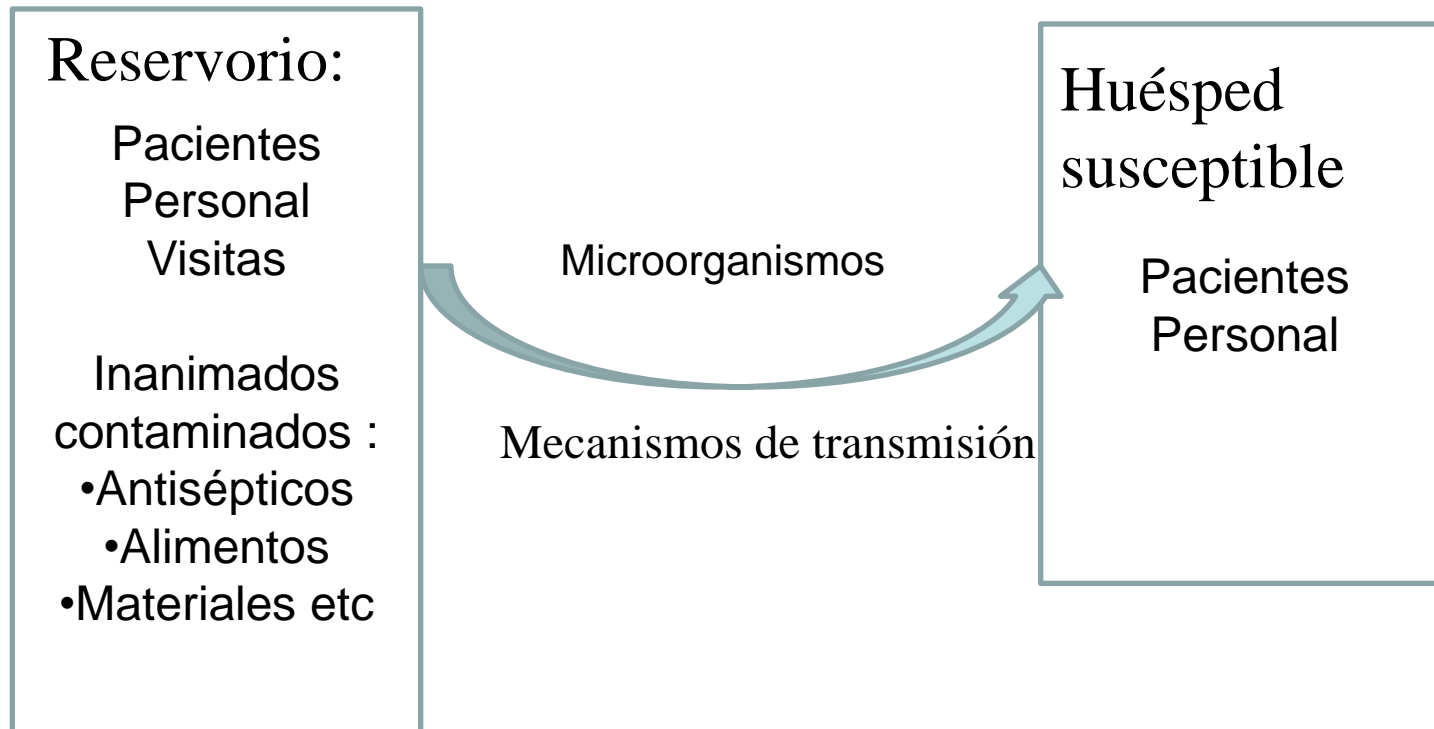 Reservorio:
Pacientes
Personal
Visitas
Inanimados
contaminados :
•Antisépticos
•Alimentos
•Materiales etc
Microorganismos
Mecanismos de transmisión
Huésped
susceptible
Pacientes
Personal